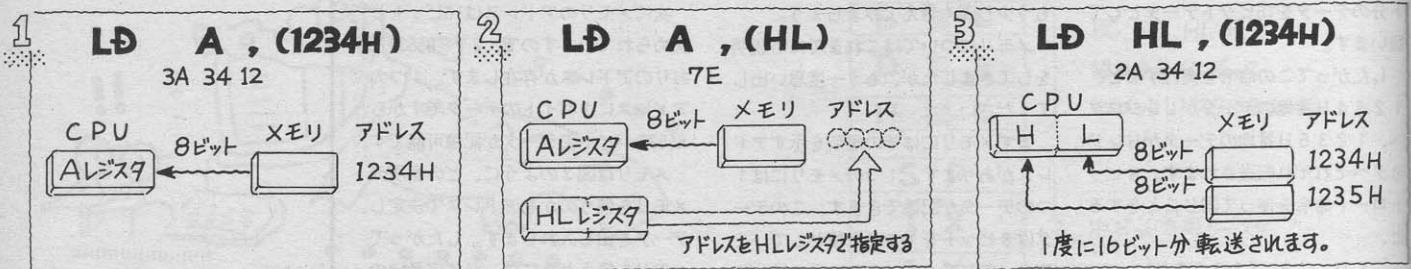 1
LD A, (1234H)
3A 34 12
CPU
メモリ アドレス
8ビット
Aレジスタ
1234H
2
LD A, (HL)
7E
CPU
メモリ アドレス
8ビット
Aレジスタ
HLレジスタ
アドレスをHLレジスタで指定する
3
LD HL, (1234H)
2A 34 12
CPU
メモリ アドレス
H L
8ビット
1234H
8ビット
1235H
1度に16ビット分転送されます。